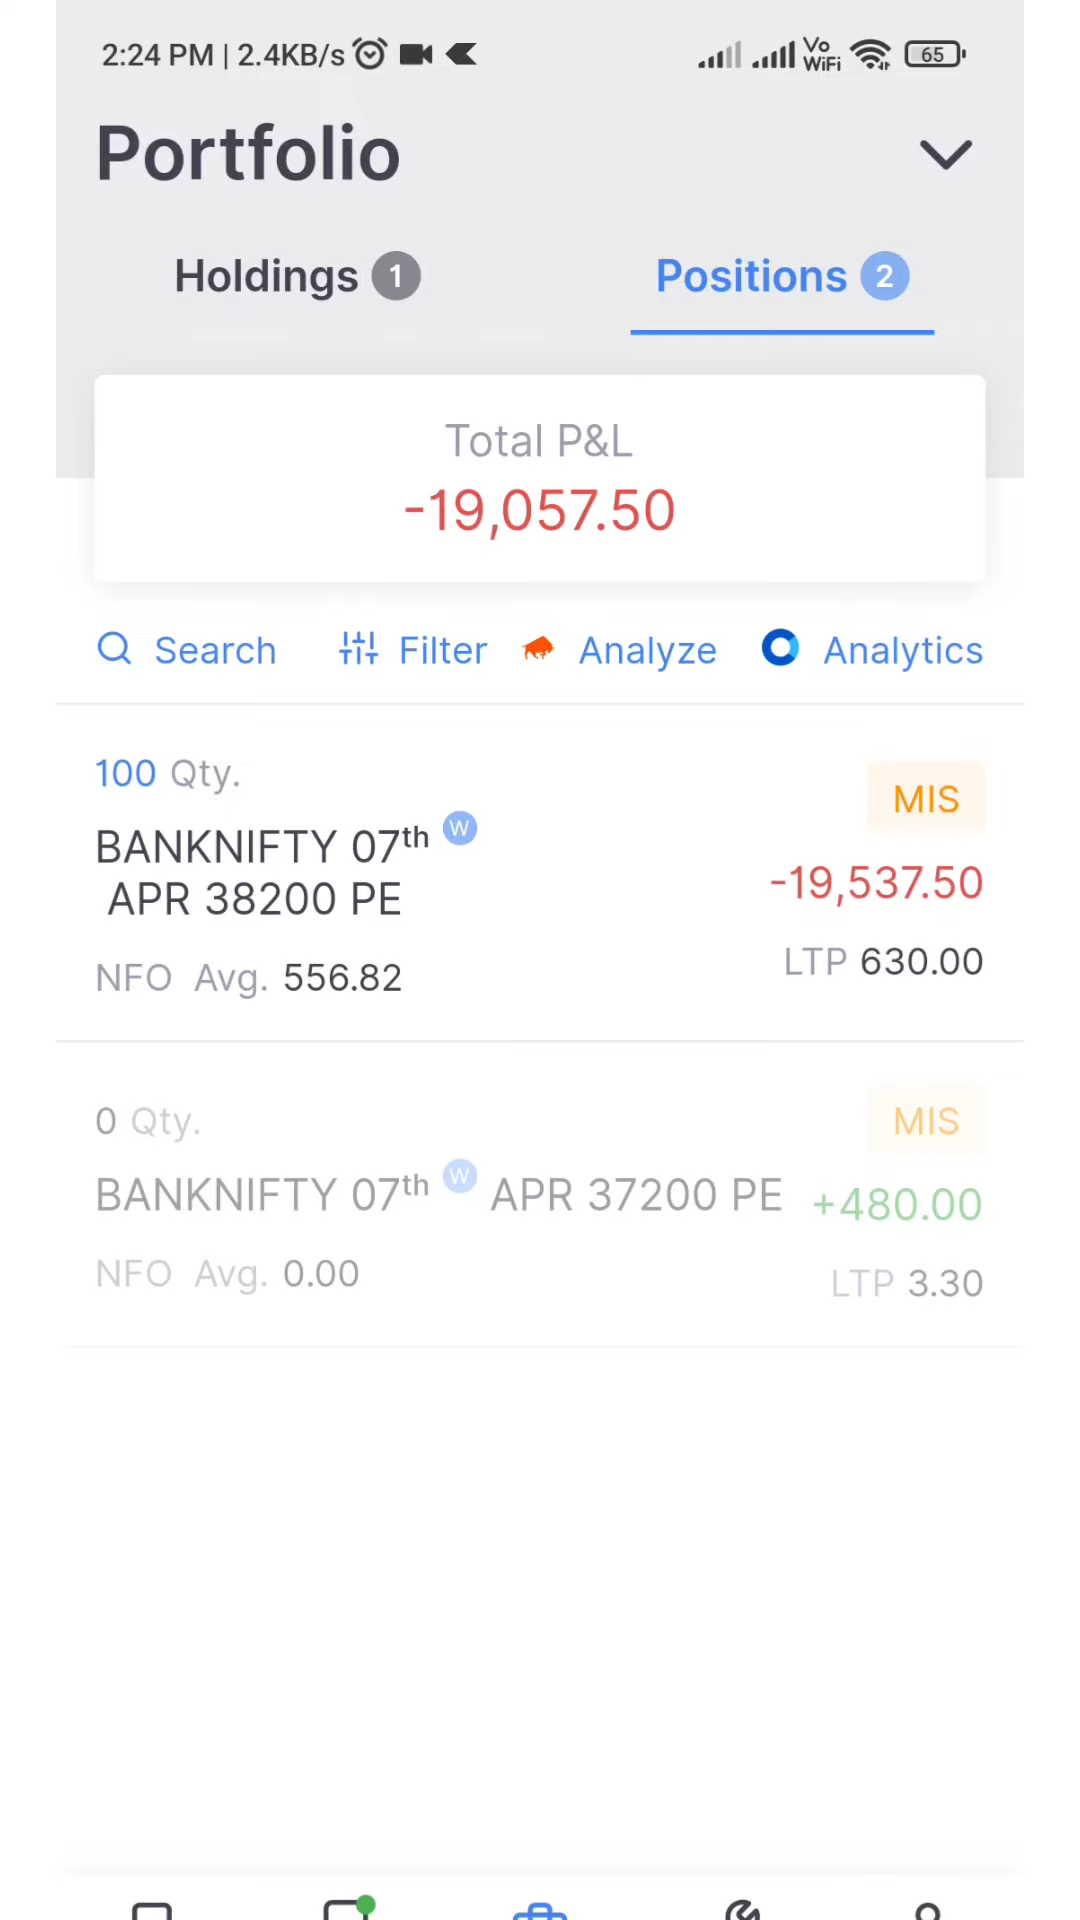 2:24 PM | 2.4KB/s Vo WiFi 65
Portfolio
Holdings 1 Positions 2
Total P&L
-19,057.50
Search Filter Analyze Analytics
100 Qty. MIS
BANKNIFTY 07th W
APR 38200 PE -19,537.50
NFO Avg. 556.82 LTP 630.00
0 Qty. MIS
BANKNIFTY 07th W APR 37200 PE +480.00
NFO Avg. 0.00 LTP 3.30